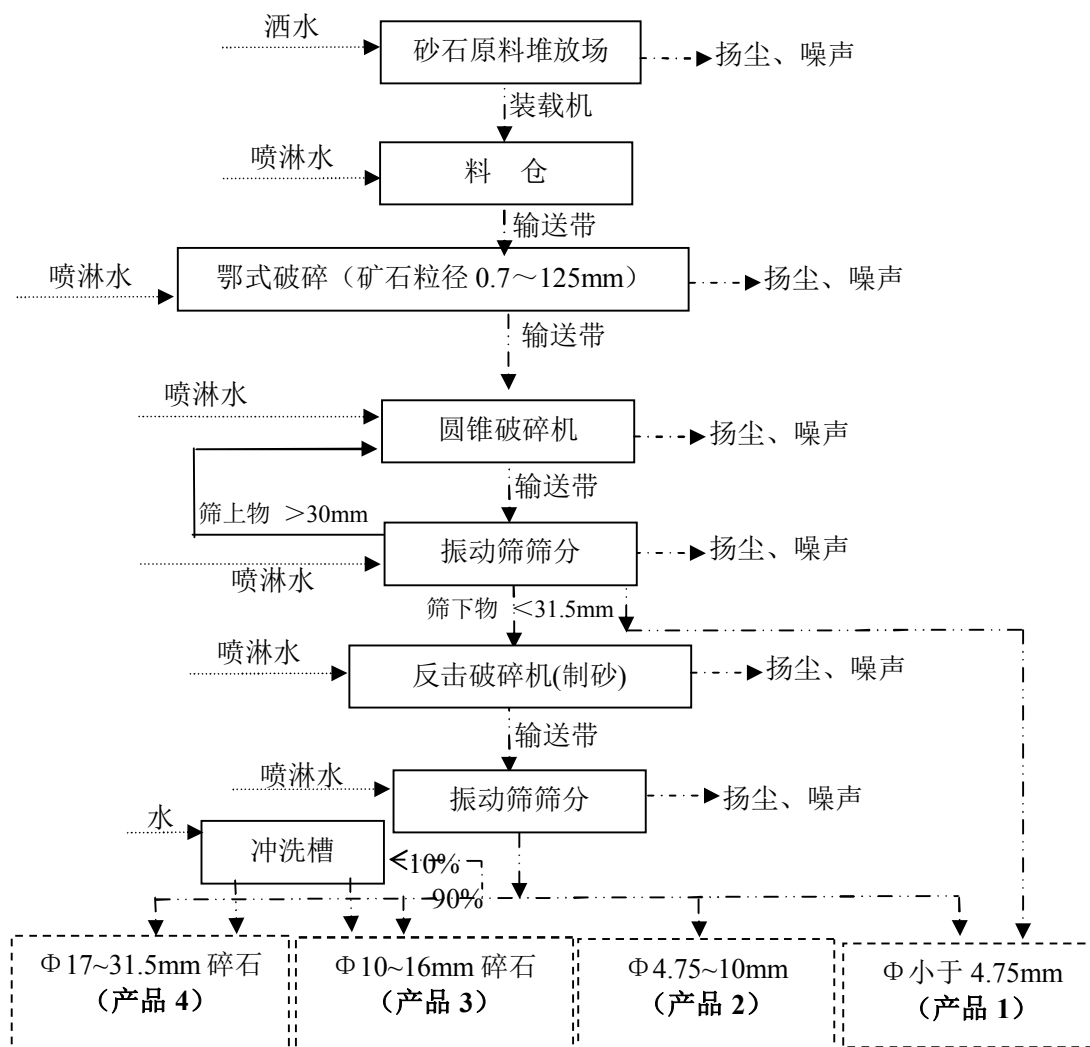 洒水
砂石原料堆放场
扬尘、噪声
装载机
喷淋水
料 仓
输送带
喷淋水
鄂式破碎（矿石粒径 0.7～125mm）
扬尘、噪声
输送带
喷淋水
圆锥破碎机
扬尘、噪声
输送带
筛上物 ＞30mm
振动筛筛分
扬尘、噪声
喷淋水
筛下物 ＜31.5mm
喷淋水
反击破碎机(制砂)
扬尘、噪声
输送带
喷淋水
振动筛筛分
扬尘、噪声
水
冲洗槽
10%
90%
Φ17~31.5mm 碎石
（产品 4）
Φ10~16mm 碎石
（产品 3）
Φ4.75~10mm
（产品 2）
Φ小于 4.75mm
（产品 1）